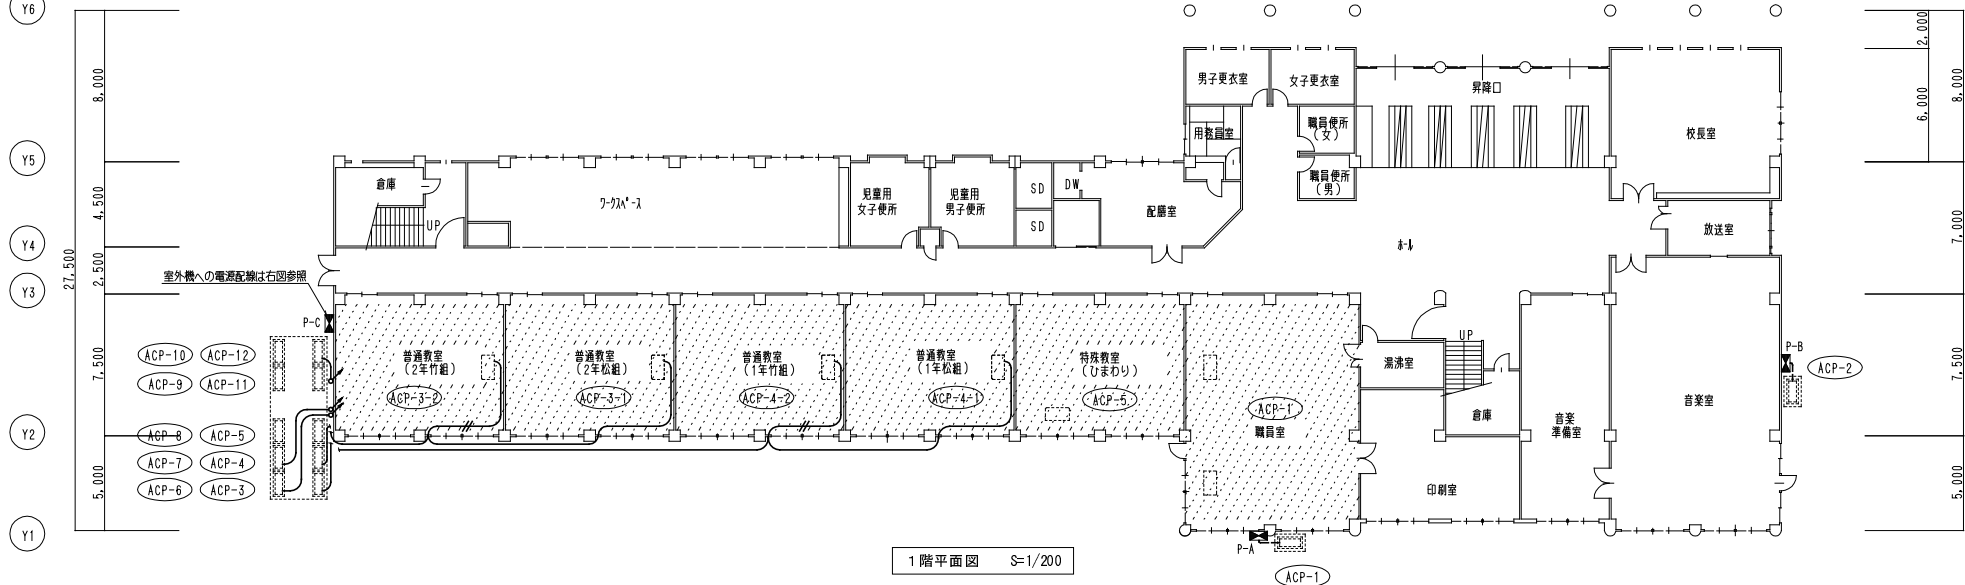 Y6
2,000
男子更衣室
女子更衣室
昇降口
8,000
8,000
6,000
職員便所
(女)
用務員室
校長室
Y5
倉庫
児童用
女子便所
児童用
男子便所
SD
DW
職員便所
(男)
4,500
ワークスペース
配膳室
UP
SD
放送室
7,000
Y4
ホール
27,500
2,500
室外機への電源配線は右図参照
Y3
P-C
UP
P-B
ACP-10
ACP-12
普通教室
(2年竹組)
普通教室
(2年松組)
普通教室
(1年竹組)
普通教室
(1年松組)
特殊教室
(ひまわり)
湯沸室
ACP-2
7,500
7,500
ACP-9
ACP-11
ACP-3-2
ACP-3-1
ACP-4-2
ACP-4-1
ACP-5
ACP-1
職員室
倉庫
音楽
準備室
音楽室
Y2
ACP-8
ACP-5
ACP-7
ACP-4
ACP-6
ACP-3
5,000
印刷室
5,000
Y1
P-A
1階平面図 S=1/200
ACP-1